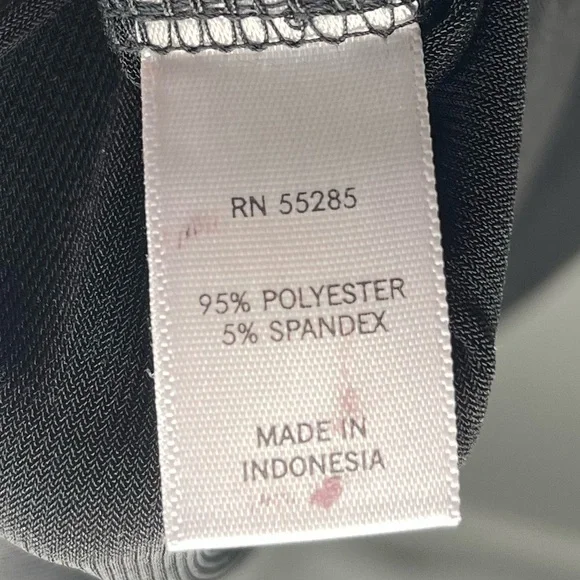 RN 55285
95% POLYESTER
5% SPANDEX
MADE IN
INDONESIA